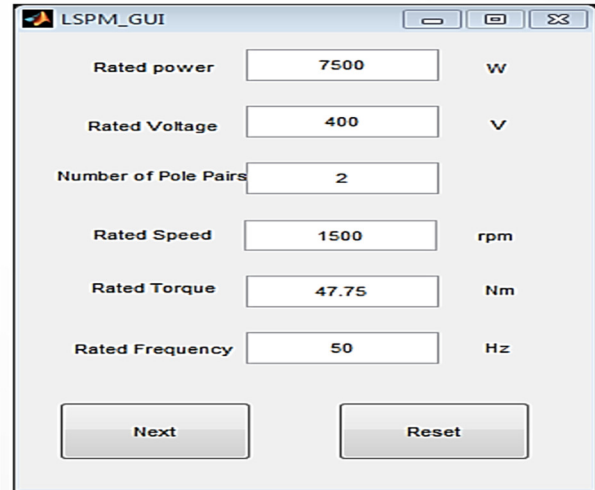 LSPM_GUI
Rated power 7500 W
Rated Voltage 400 V
Number of Pole Pairs 2
Rated Speed 1500 rpm
Rated Torque 47.75 Nm
Rated Frequency 50 Hz
Next Reset